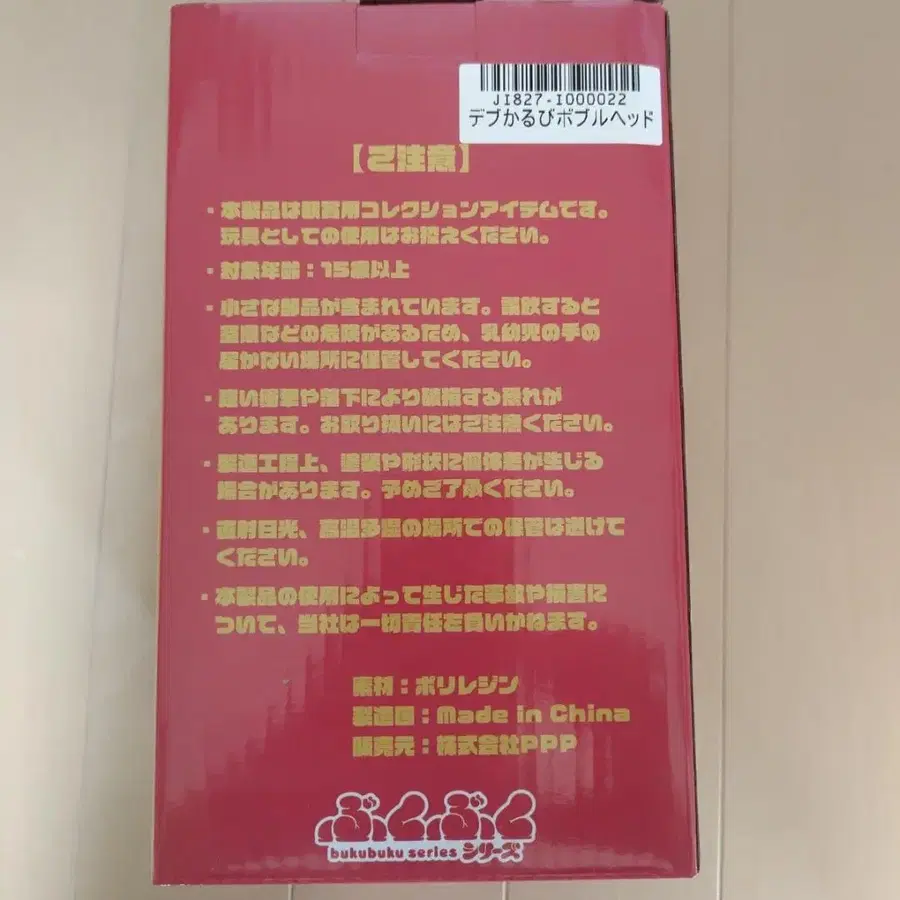 JI827-I000022
デブかるびボブルヘッド
【ご注意】
・本製品は観賞用コレクションアイテムです。
玩具としての使用はお控えください。
・対象年齢：15歳以上
・小さな部品が含まれています。誤飲すると
窒息などの危険があるため、乳幼児の手の
届かない場所に保管してください。
・強い衝撃や落下により破損する恐れが
あります。お取り扱いにはご注意ください。
・製造工程上、塗装や形状に個体差が生じる
場合があります。予めご了承ください。
・直射日光、高温多湿の場所での保管は避けて
ください。
・本製品の使用によって生じた事故や損害に
ついて、当社は一切責任を負いかねます。
素材：ポリレジン
製造国：Made in China
販売元：株式会社PPP
ぶくぶく
bukubuku series シリーズ